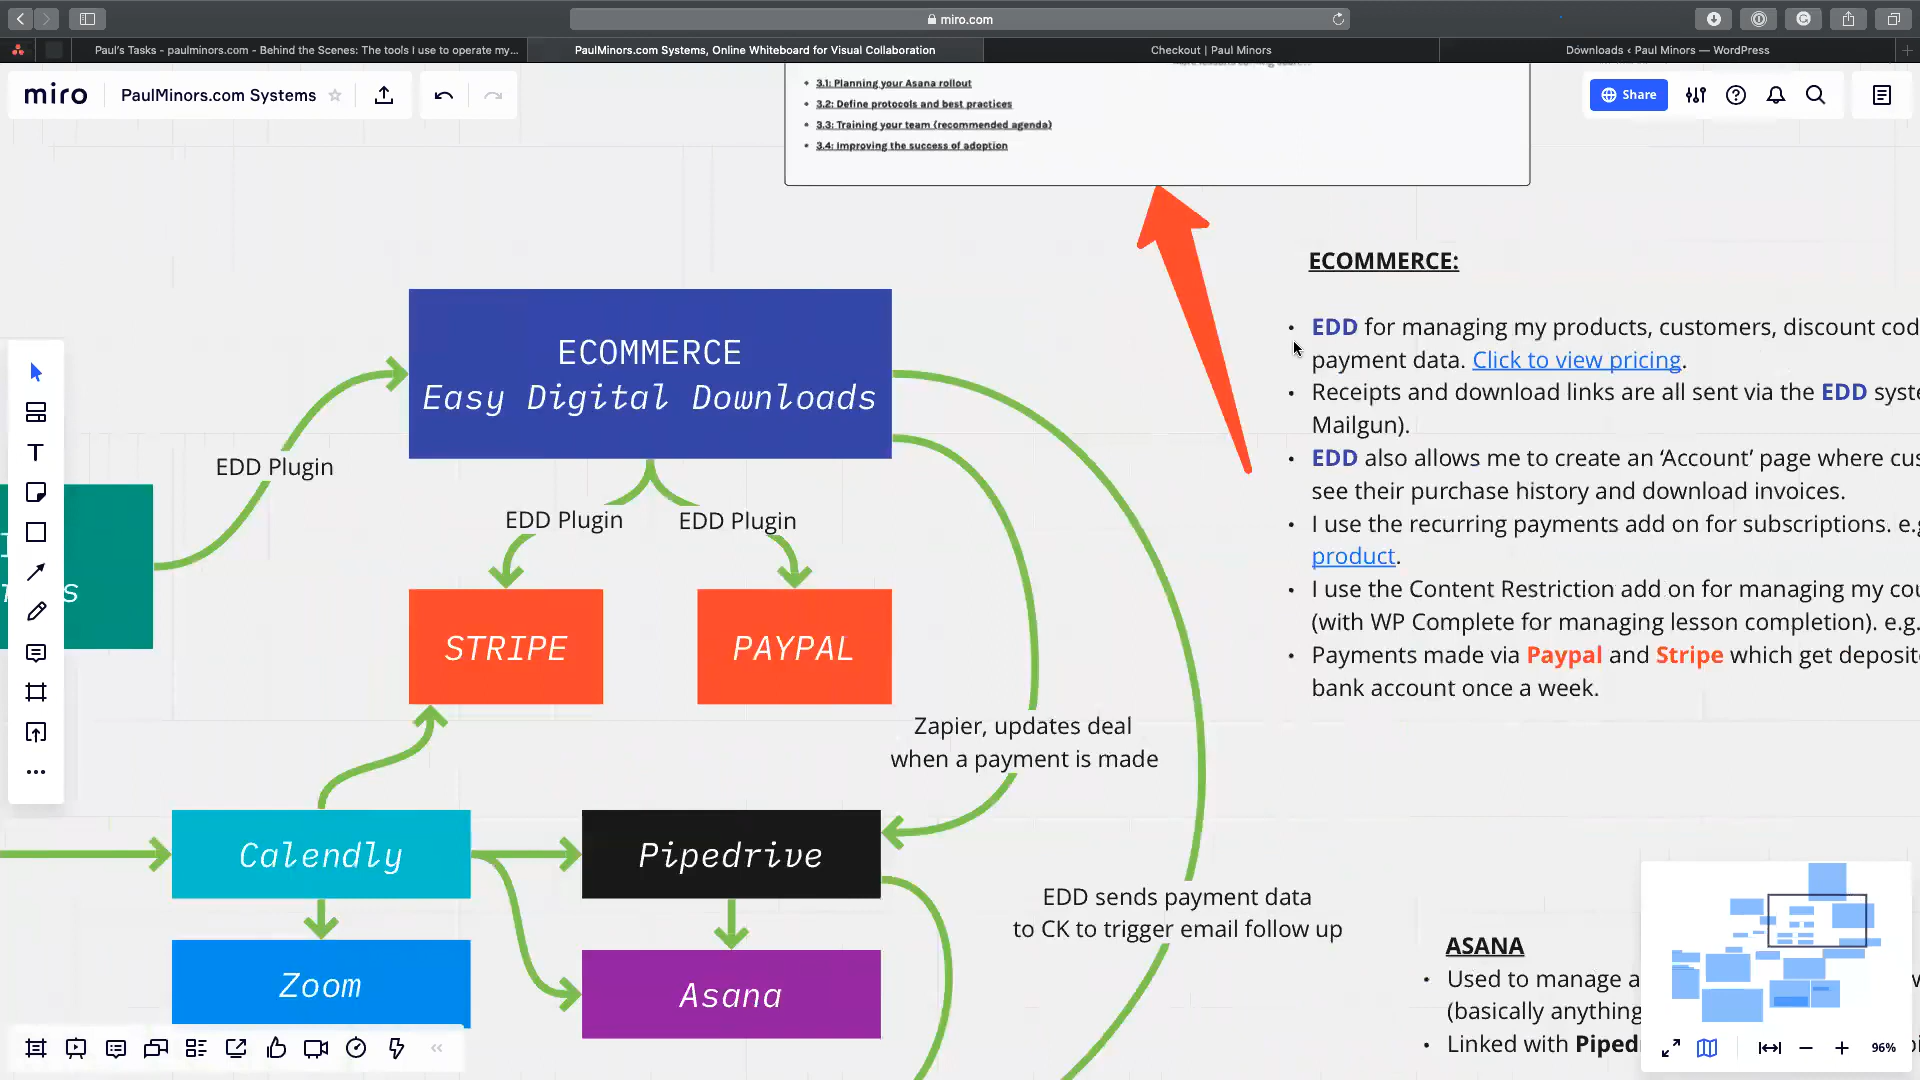 miro.com
Paul's Tasks - paulminors.com - Behind the Scenes: The tools I use to operate my...
PaulMinors.com Systems, Online Whiteboard for Visual Collaboration
Checkout | Paul Minors
Downloads ‹ Paul Minors — WordPress
miro
PaulMinors.com Systems
Share
3.1: Planning your Asana rollout
3.2: Define protocols and best practices
3.3: Training your team (recommended agenda)
3.4: Improving the success of adoption
ECOMMERCE
Easy Digital Downloads
EDD Plugin
EDD Plugin
EDD Plugin
STRIPE
PAYPAL
Zapier, updates deal
when a payment is made
Calendly
Pipedrive
EDD sends payment data
to CK to trigger email follow up
Zoom
Asana
ECOMMERCE:
• EDD for managing my products, customers, discount cod
payment data. Click to view pricing.
• Receipts and download links are all sent via the EDD syste
Mailgun).
• EDD also allows me to create an ‘Account’ page where cus
see their purchase history and download invoices.
• I use the recurring payments add on for subscriptions. e.g
product.
• I use the Content Restriction add on for managing my cou
(with WP Complete for managing lesson completion). e.g.
• Payments made via Paypal and Stripe which get deposite
bank account once a week.
ASANA
• Used to manage a
(basically anything
• Linked with Piped
96%